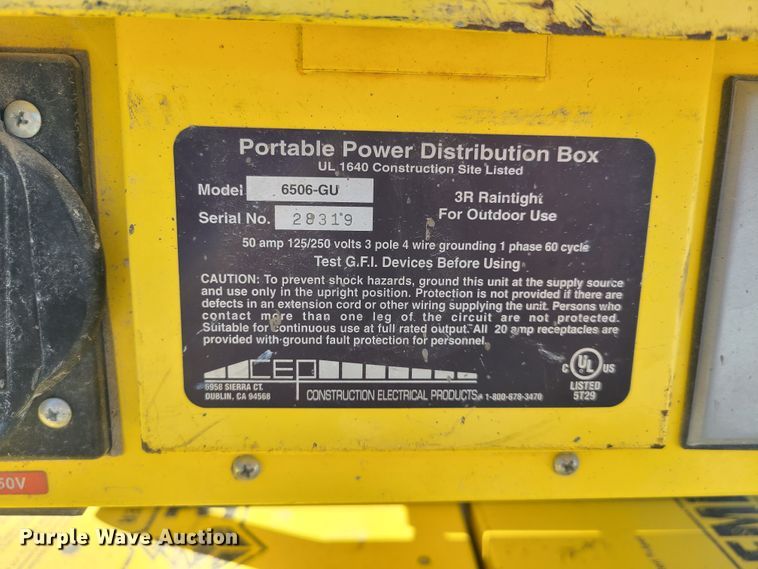 Portable Power Distribution Box
UL 1640 Construction Site Listed
Model 6506-GU
3R Raintight
Serial No. 28319
For Outdoor Use
50 amp 125/250 volts 3 pole 4 wire grounding 1 phase 60 cycle
Test G.F.I. Devices Before Using
CAUTION: To prevent shock hazards, ground this unit at the supply source
and use only in the upright position. Protection is not provided if there are
defects in an extension cord or other wiring supplying the unit. Persons who
contact more than one leg of the circuit are not protected.
Suitable for continuous use at full rated output. All 20 amp receptacles are
provided with ground fault protection for personnel.
CEP
6958 SIERRA CT.
DUBLIN, CA 94568
CONSTRUCTION ELECTRICAL PRODUCTS 1-800-678-3470
C UL US
LISTED
5T29
50V
Purple Wave Auction